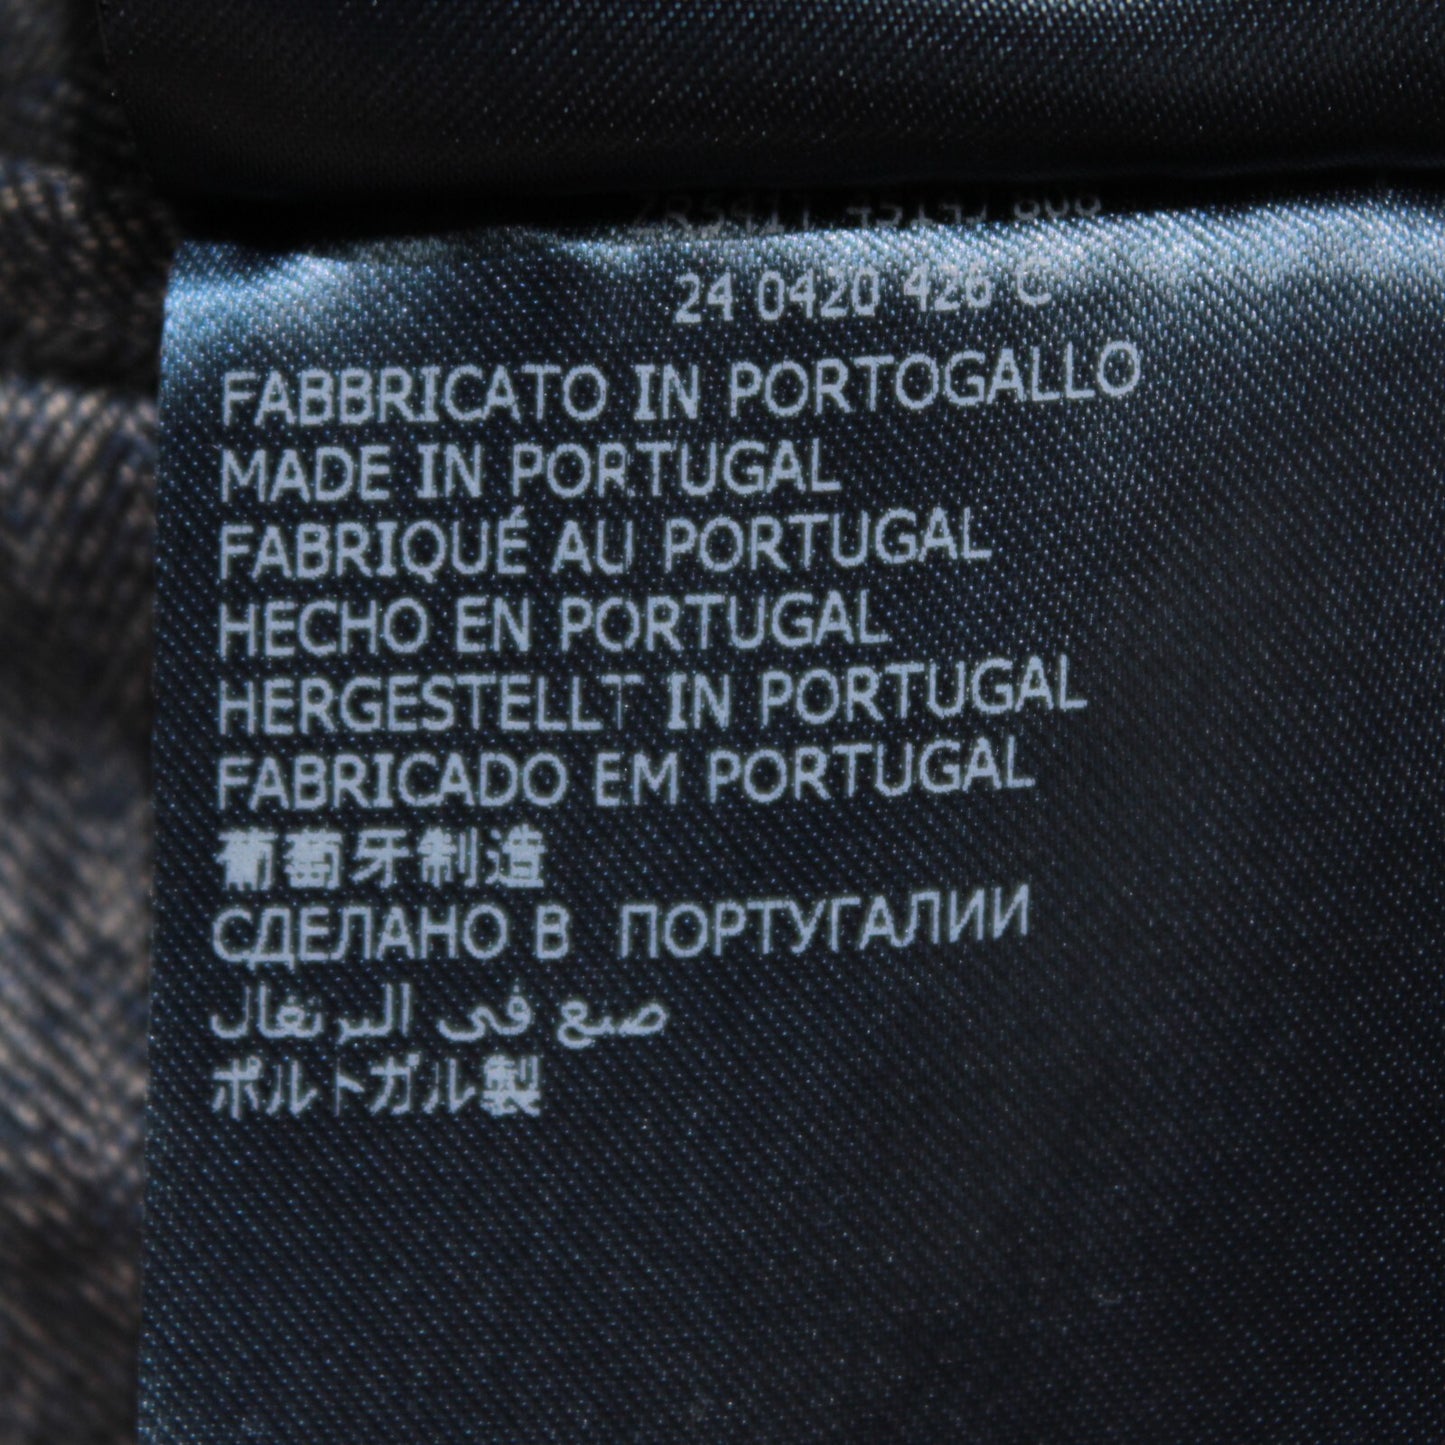 24 0420 426 C
FABBRICATO IN PORTOGALLO
MADE IN PORTUGAL
FABRIQUÉ AU PORTUGAL
HECHO EN PORTUGAL
HERGESTELLT IN PORTUGAL
FABRICADO EM PORTUGAL
葡萄牙制造
СДЕЛАНО В ПОРТУГАЛИИ
صنع في البرتغال
ポルトガル製